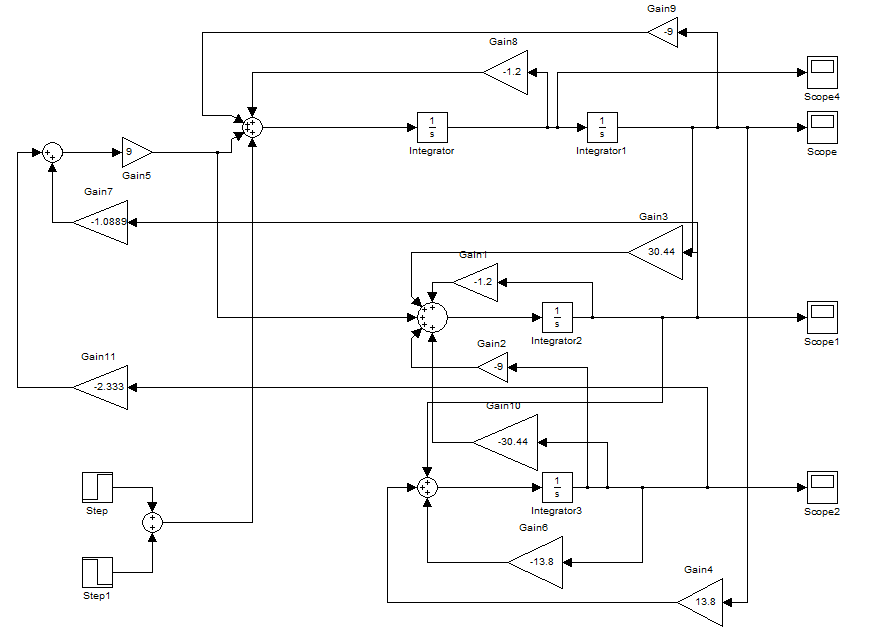 Gain9
-9
Gain8
-1.2
Scope4
+
+
+
+
1
s
Integrator
1
s
Integrator1
Scope
+
+
9
Gain5
Gain7
-1.0889
Gain3
30.44
Gain1
-1.2
+
+
+
+
+
1
s
Integrator2
Scope1
Gain2
-9
Gain11
-2.333
Gain10
-30.44
Step
+
+
+
1
s
Integrator3
Scope2
+
+
Gain6
-13.8
Step1
Gain4
13.8